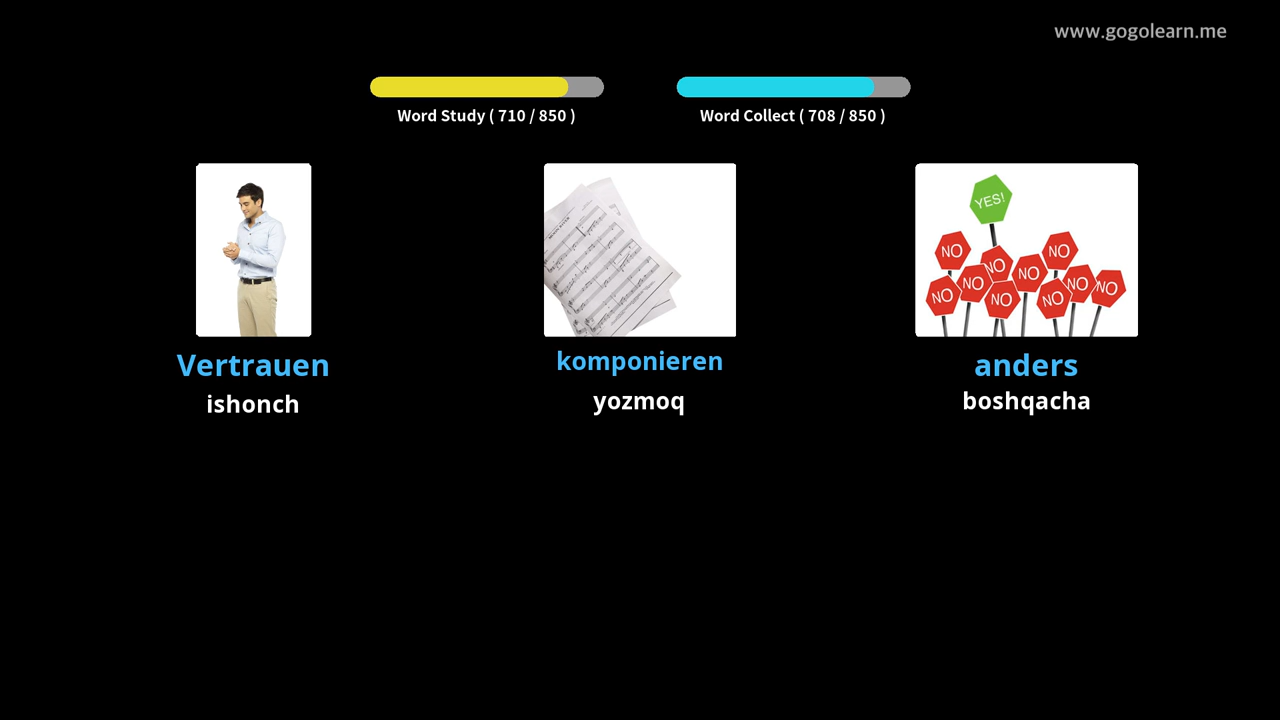 www.gogolearn.me
Word Study ( 710 / 850 )
Word Collect ( 708 / 850 )
YES!
NO
NO
NO
NO
NO
NO
NO
NO
NO
NO
Vertrauen
komponieren
anders
ishonch
yozmoq
boshqacha